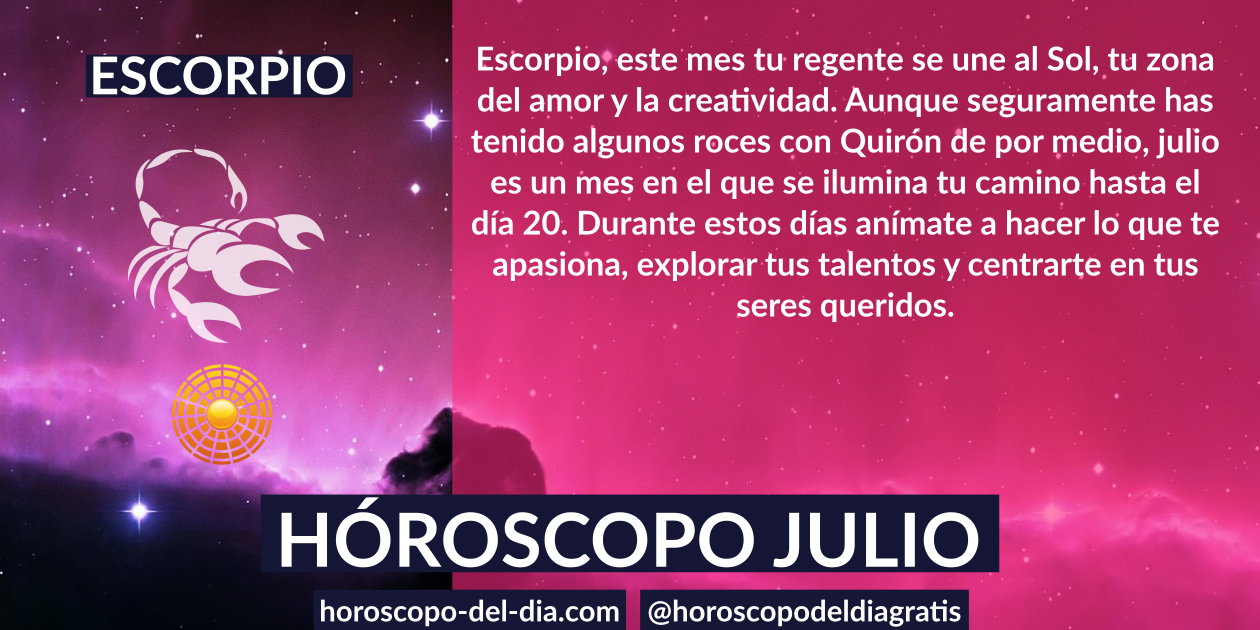 ESCORPIO
Escorpio, este mes tu regente se une al Sol, tu zona
del amor y la creatividad. Aunque seguramente has
tenido algunos roces con Quirón de por medio, julio
es un mes en el que se ilumina tu camino hasta el
día 20. Durante estos días anímate a hacer lo que te
apasiona, explorar tus talentos y centrarte en tus
seres queridos.
HÓROSCOPO JULIO
horoscopo-del-dia.com
@horoscopodeldiagratis